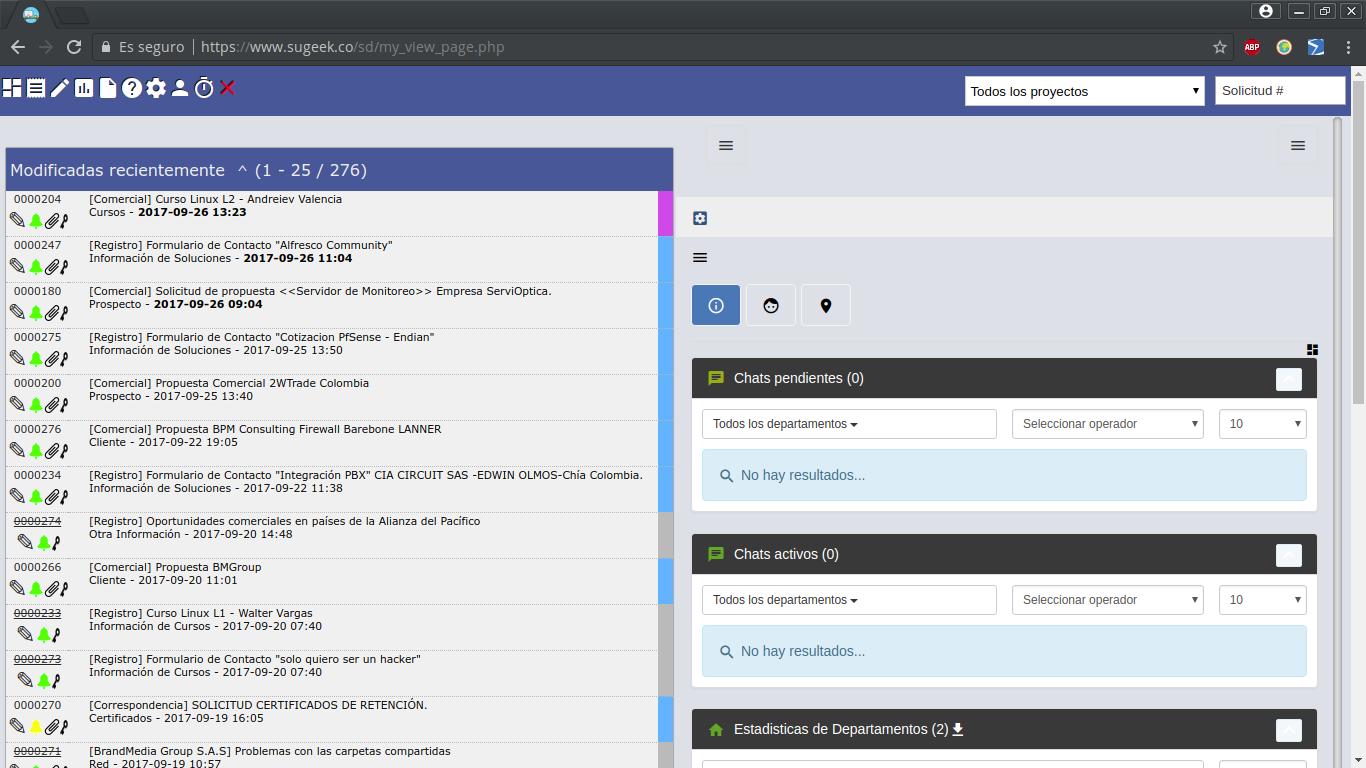 Es seguro
https://www.sugeek.co/sd/my_view_page.php
ABP
Todos los proyectos
Solicitud #
Modificadas recientemente ^ (1 - 25 / 276)
0000204
[Comercial] Curso Linux L2 - Andreiev Valencia
Cursos - 2017-09-26 13:23
0000247
[Registro] Formulario de Contacto "Alfresco Community"
Información de Soluciones - 2017-09-26 11:04
0000180
[Comercial] Solicitud de propuesta <<Servidor de Monitoreo>> Empresa ServiOptica.
Prospecto - 2017-09-26 09:04
0000275
[Registro] Formulario de Contacto "Cotizacion PfSense - Endian"
Información de Soluciones - 2017-09-25 13:50
0000200
[Comercial] Propuesta Comercial 2WTrade Colombia
Prospecto - 2017-09-25 13:40
0000276
[Comercial] Propuesta BPM Consulting Firewall Barebone LANNER
Cliente - 2017-09-22 19:05
0000234
[Registro] Formulario de Contacto "Integración PBX" CIA CIRCUIT SAS -EDWIN OLMOS-Chía Colombia.
Información de Soluciones - 2017-09-22 11:38
0000274
[Registro] Oportunidades comerciales en países de la Alianza del Pacífico
Otra Información - 2017-09-20 14:48
0000266
[Comercial] Propuesta BMGroup
Cliente - 2017-09-20 11:01
0000233
[Registro] Curso Linux L1 - Walter Vargas
Información de Cursos - 2017-09-20 07:40
0000273
[Registro] Formulario de Contacto "solo quiero ser un hacker"
Información de Cursos - 2017-09-20 07:40
0000270
[Correspondencia] SOLICITUD CERTIFICADOS DE RETENCIÓN.
Certificados - 2017-09-19 16:05
0000271
[BrandMedia Group S.A.S] Problemas con las carpetas compartidas
Red - 2017-09-19 10:57
Chats pendientes (0)
Todos los departamentos
Seleccionar operador
10
No hay resultados...
Chats activos (0)
Todos los departamentos
Seleccionar operador
10
No hay resultados...
Estadisticas de Departamentos (2)